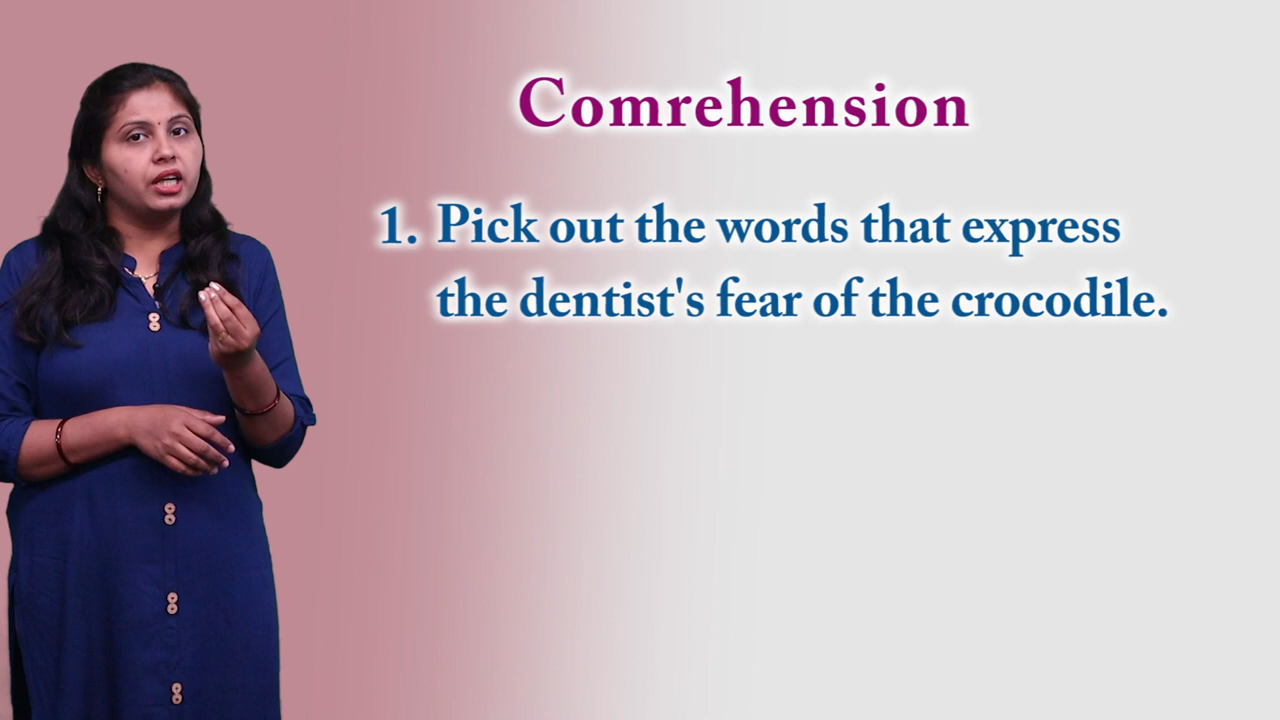 Comrehension
1. Pick out the words that express
the dentist's fear of the crocodile.